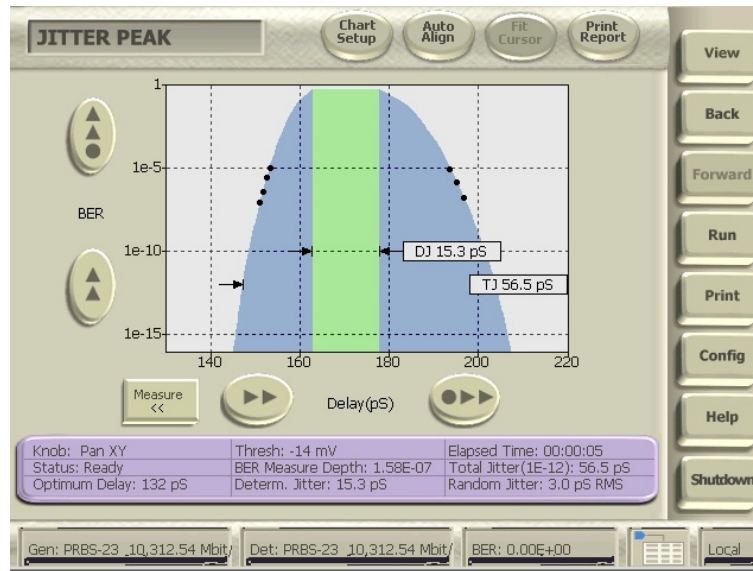 JITTER PEAK
Chart Setup
Auto Align
Fit Cursor
Print Report
View
Back
Forward
Run
Print
Config
Help
Shutdown
BER
1
1e-5
1e-10
1e-15
DJ 15.3 pS
TJ 56.5 pS
140 160 180 200 220
Measure
<<
Delay(pS)
Knob: Pan XY Thresh: -14 mV Elapsed Time: 00:00:05
Status: Ready BER Measure Depth: 1.58E-07 Total Jitter(1E-12): 56.5 pS
Optimum Delay: 132 pS Determ. Jitter: 15.3 pS Random Jitter: 3.0 pS RMS
Gen: PRBS-23 10,312.54 Mbit/ Det: PRBS-23 10,312.54 Mbit/ BER: 0.00E+00 Local